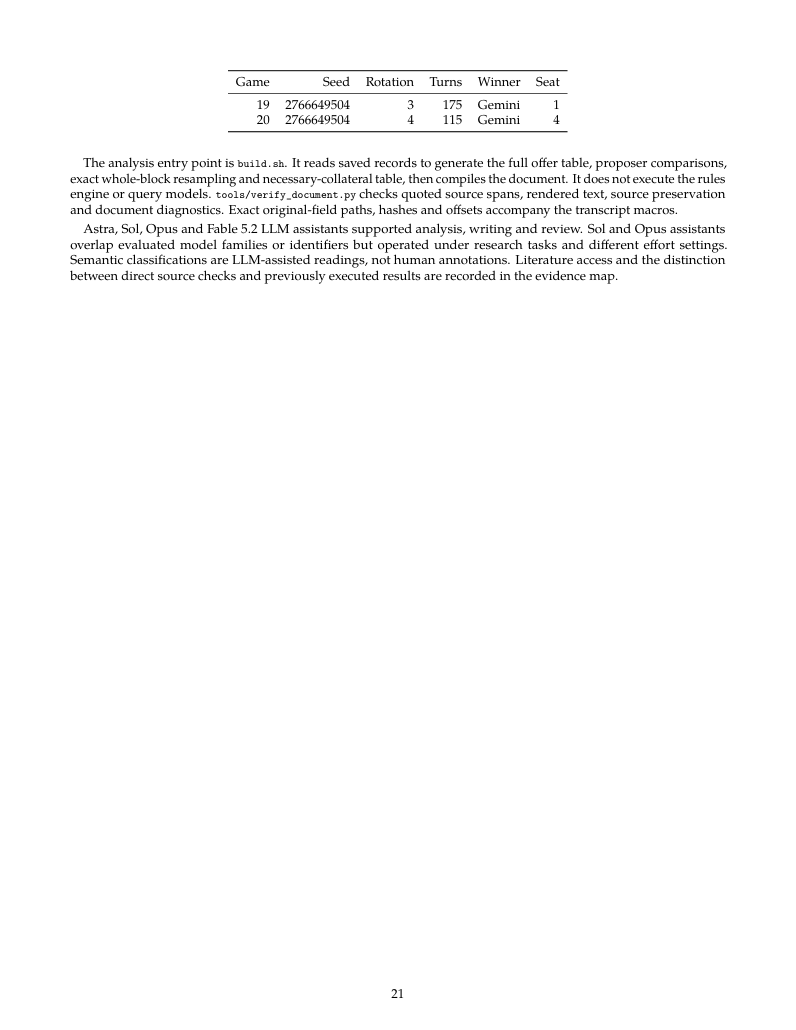 Game Seed Rotation Turns Winner Seat
19 2766649504 3 175 Gemini 1
20 2766649504 4 115 Gemini 4
The analysis entry point is build.sh. It reads saved records to generate the full offer table, proposer comparisons,
exact whole-block resampling and necessary-collateral table, then compiles the document. It does not execute the rules
engine or query models. tools/verify_document.py checks quoted source spans, rendered text, source preservation
and document diagnostics. Exact original-field paths, hashes and offsets accompany the transcript macros.
Astra, Sol, Opus and Fable 5.2 LLM assistants supported analysis, writing and review. Sol and Opus assistants
overlap evaluated model families or identifiers but operated under research tasks and different effort settings.
Semantic classifications are LLM-assisted readings, not human annotations. Literature access and the distinction
between direct source checks and previously executed results are recorded in the evidence map.
21